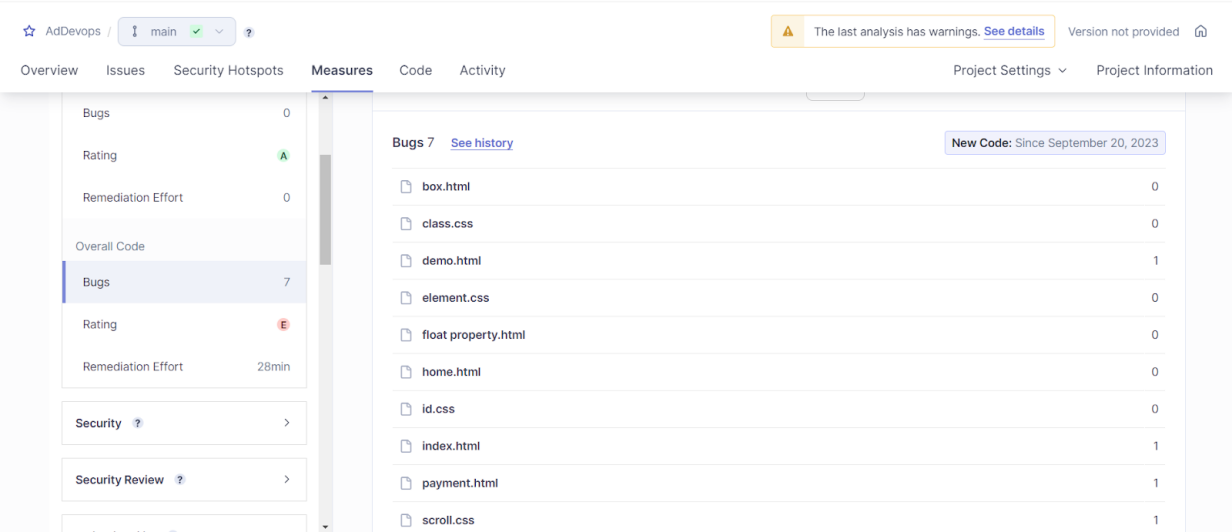 AdDevops / main ?
The last analysis has warnings. See details Version not provided
Overview Issues Security Hotspots Measures Code Activity Project Settings Project Information
Bugs 0
Rating A
Remediation Effort 0
Overall Code
Bugs 7
Rating E
Remediation Effort 28min
Security ?
Security Review ?
Bugs 7 See history New Code: Since September 20, 2023
box.html 0
class.css 0
demo.html 1
element.css 0
float property.html 0
home.html 0
id.css 0
index.html 1
payment.html 1
scroll.css 1